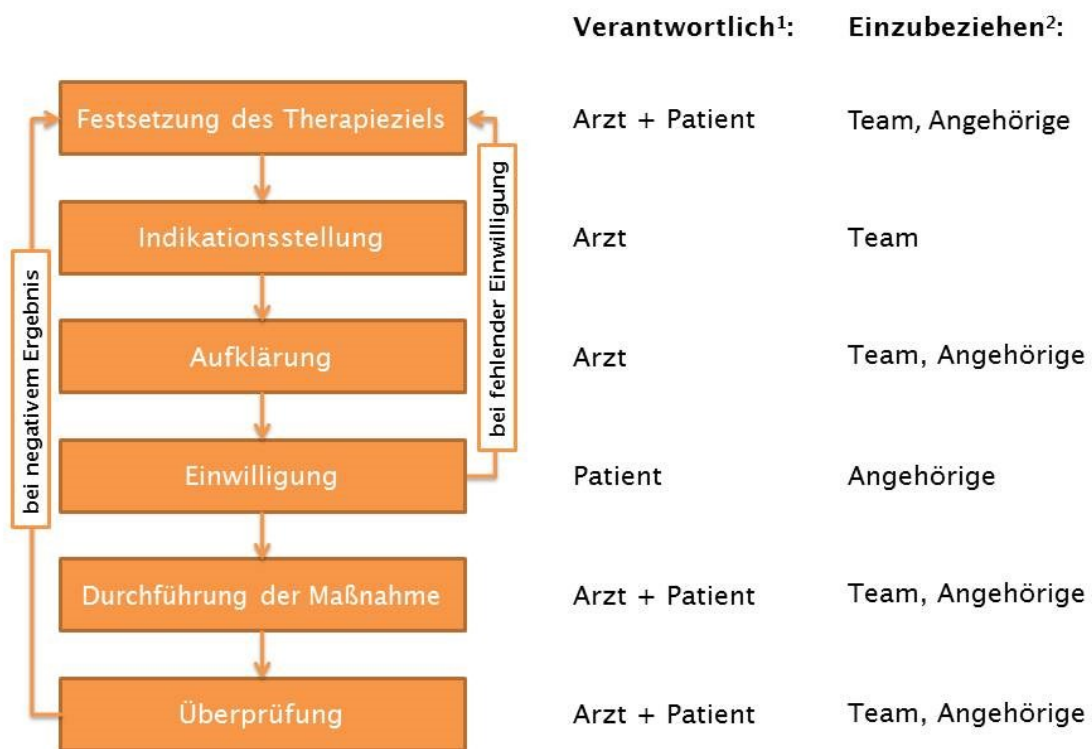 Verantwortlich¹: Einzubeziehen²:
Festsetzung des Therapieziels Arzt + Patient Team, Angehörige
Indikationsstellung Arzt Team
Aufklärung Arzt Team, Angehörige
Einwilligung Patient Angehörige
Durchführung der Maßnahme Arzt + Patient Team, Angehörige
Überprüfung Arzt + Patient Team, Angehörige
bei negativem Ergebnis
bei fehlender Einwilligung